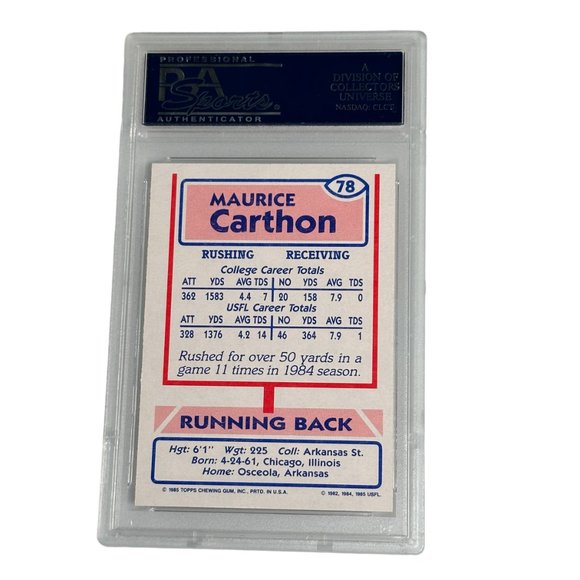 PROFESSIONAL
PSA
Sports®
AUTHENTICATOR
A
DIVISION OF
COLLECTORS
UNIVERSE
NASDAQ: CLCT
78
MAURICE
Carthon
RUSHING RECEIVING
College Career Totals
ATT YDS AVG TDS NO YDS AVG TDS
362 1583 4.4 7 20 158 7.9 0
USFL Career Totals
ATT YDS AVG TDS NO YDS AVG TDS
328 1376 4.2 14 46 364 7.9 1
Rushed for over 50 yards in a
game 11 times in 1984 season.
RUNNING BACK
Hgt: 6'1" Wgt: 225 Coll: Arkansas St.
Born: 4-24-61, Chicago, Illinois
Home: Osceola, Arkansas
© 1985 TOPPS CHEWING GUM, INC., PRTD. IN U.S.A. © 1982, 1984, 1985 USFL.